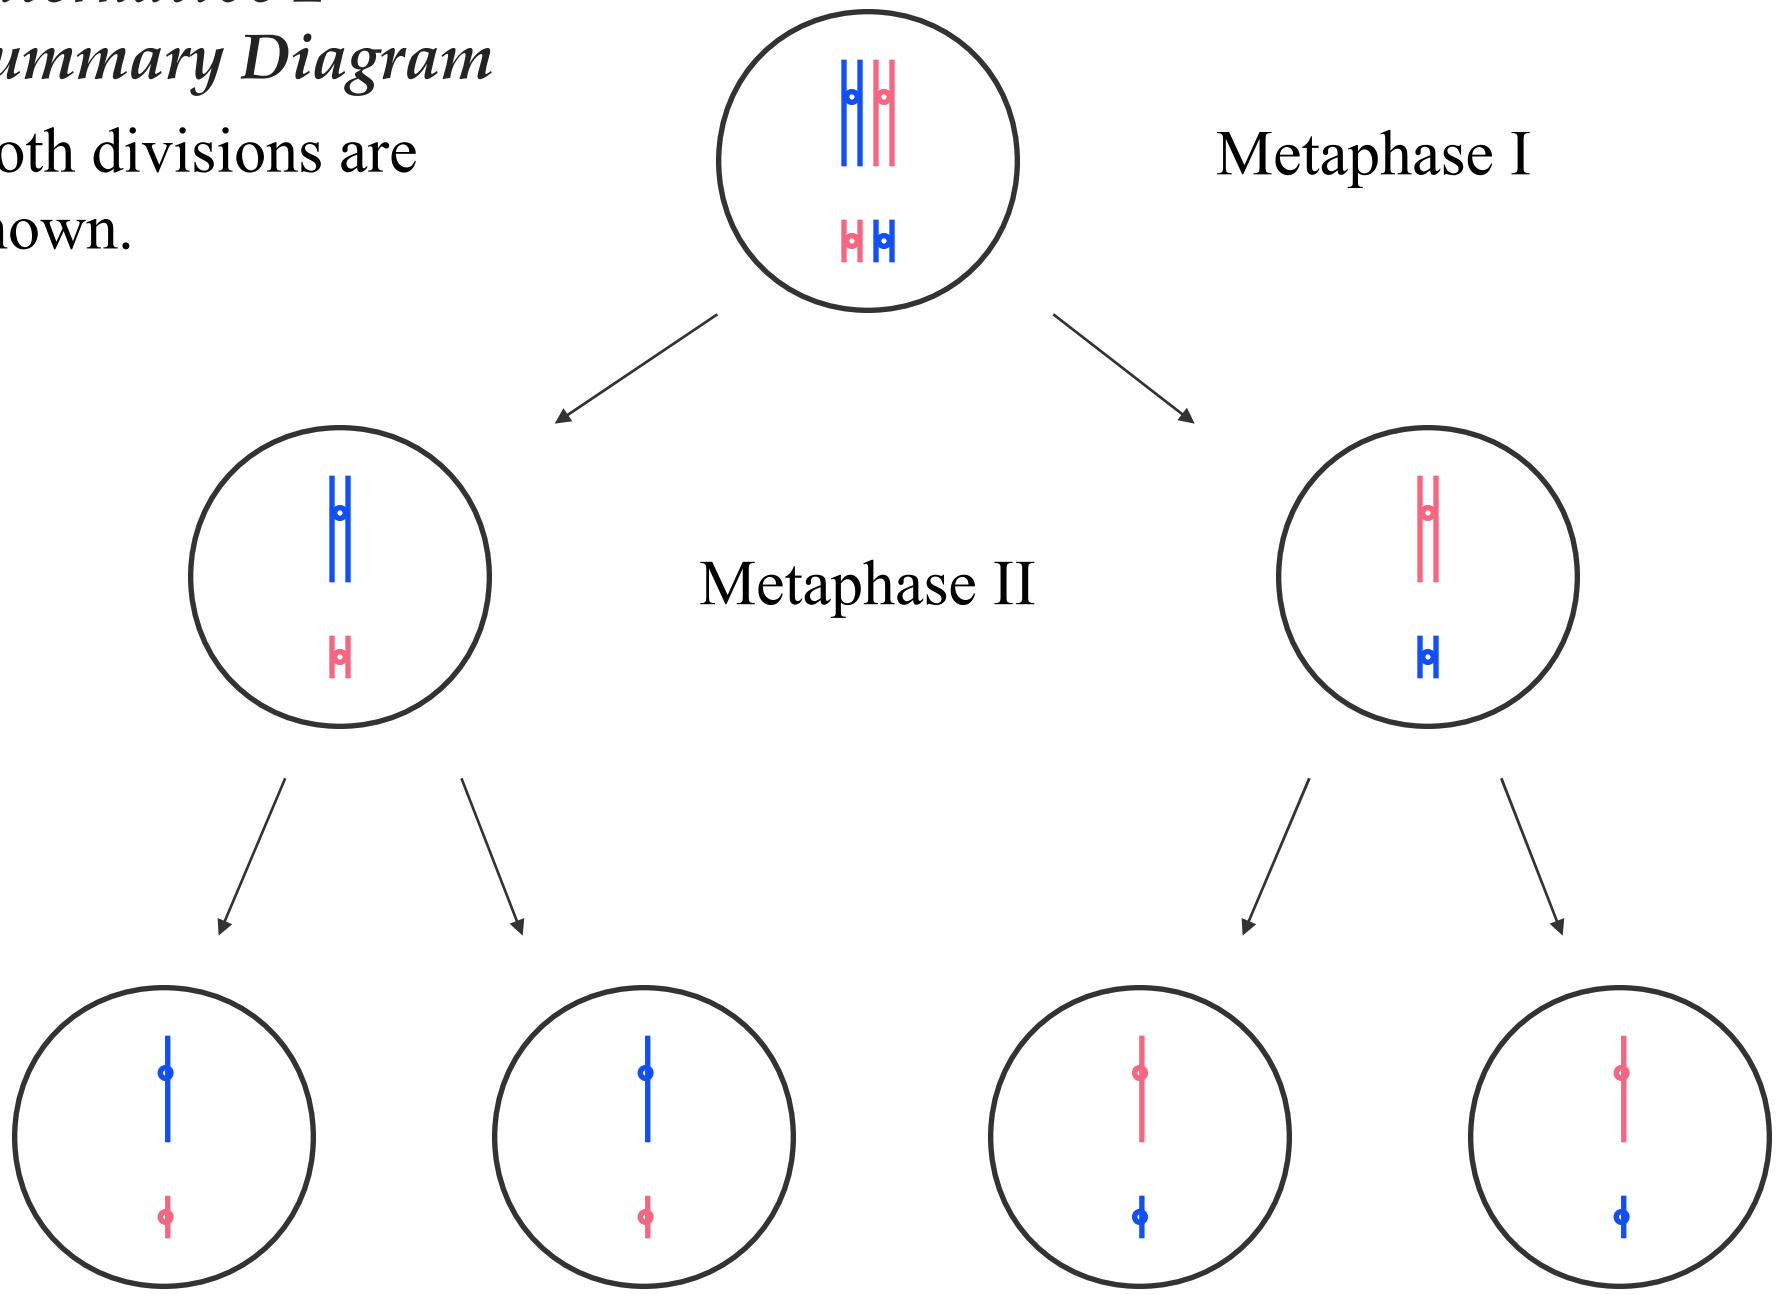 ummary Diagram
oth divisions are
own.
Metaphase I
Metaphase II